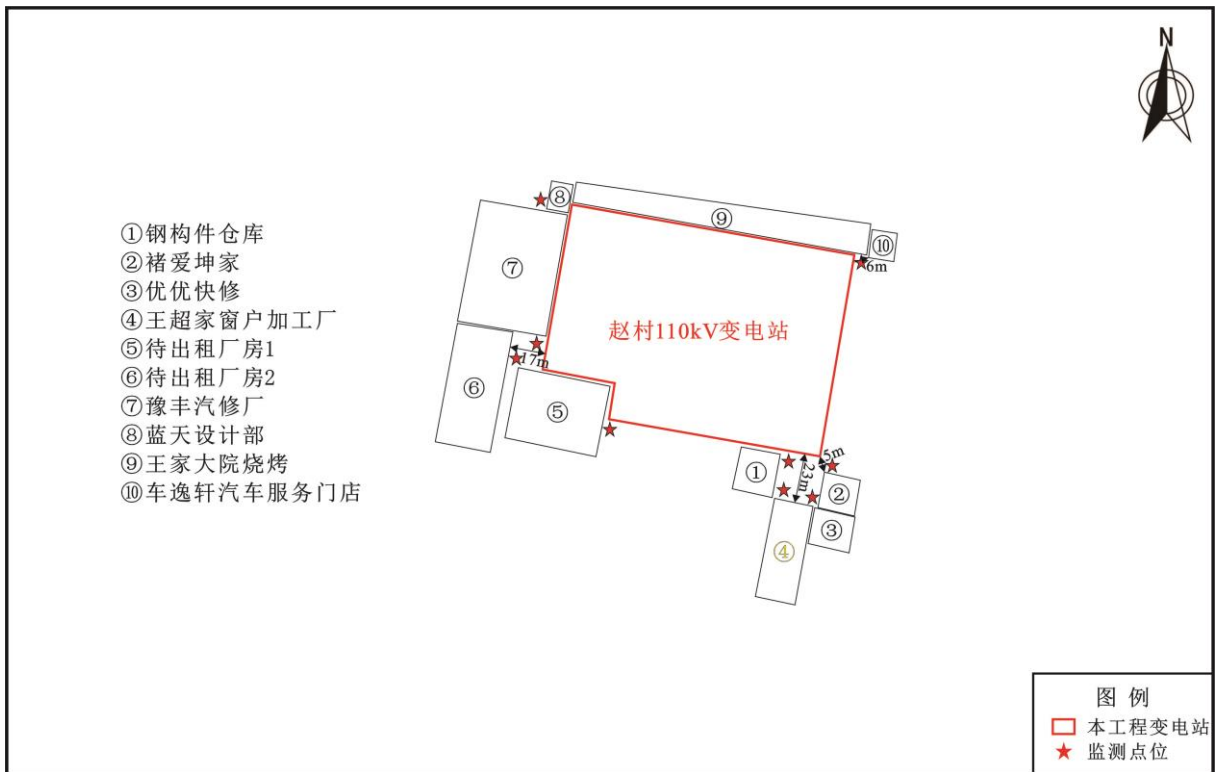 N
①钢构件仓库
②褚爱坤家
③优优快修
④王超家窗户加工厂
⑤待出租厂房1
⑥待出租厂房2
⑦豫丰汽修厂
⑧蓝天设计部
⑨王家大院烧烤
⑩车逸轩汽车服务门店
⑧
⑨
⑩
6m
⑦
赵村110kV变电站
17m
⑥
⑤
①
23m
5m
②
③
④
图例
本工程变电站
监测点位